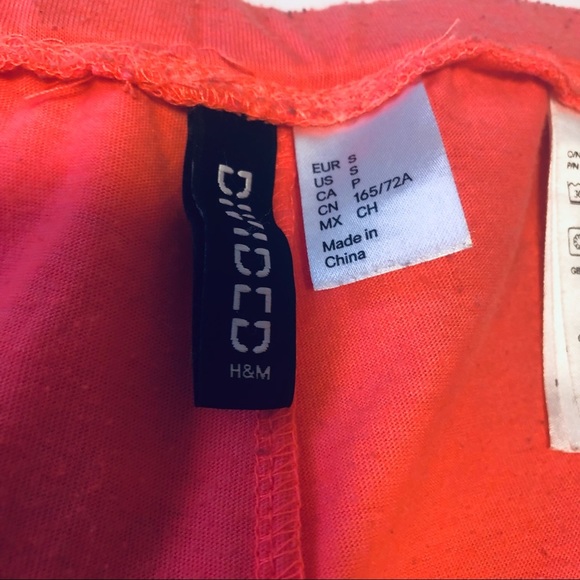 DIVIDED
H&M
EUR S
US S
CA P
CN 165/72A
MX CH
Made in
China
O/N
P/N